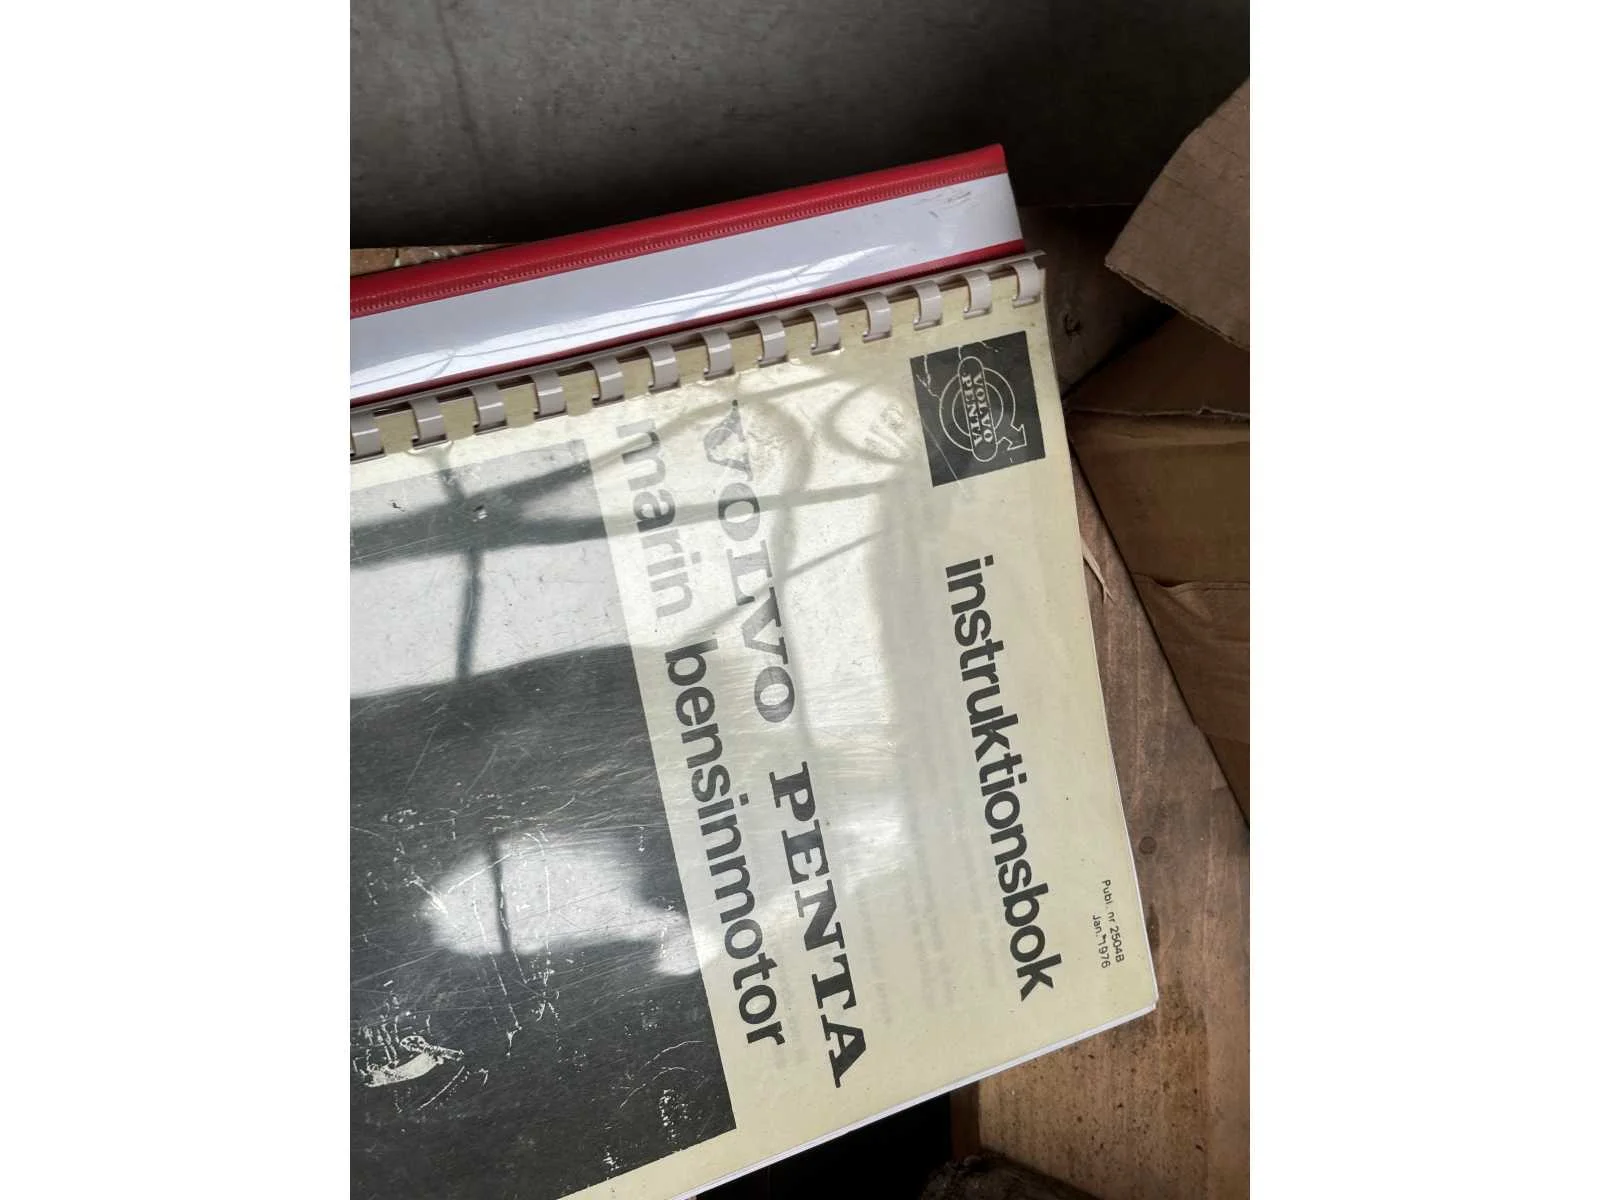 Publ. nr 2504B
Jan. 1976
VOLVO
PENTA
instruktionsbok
VOLVO PENTA
marin bensinmotor